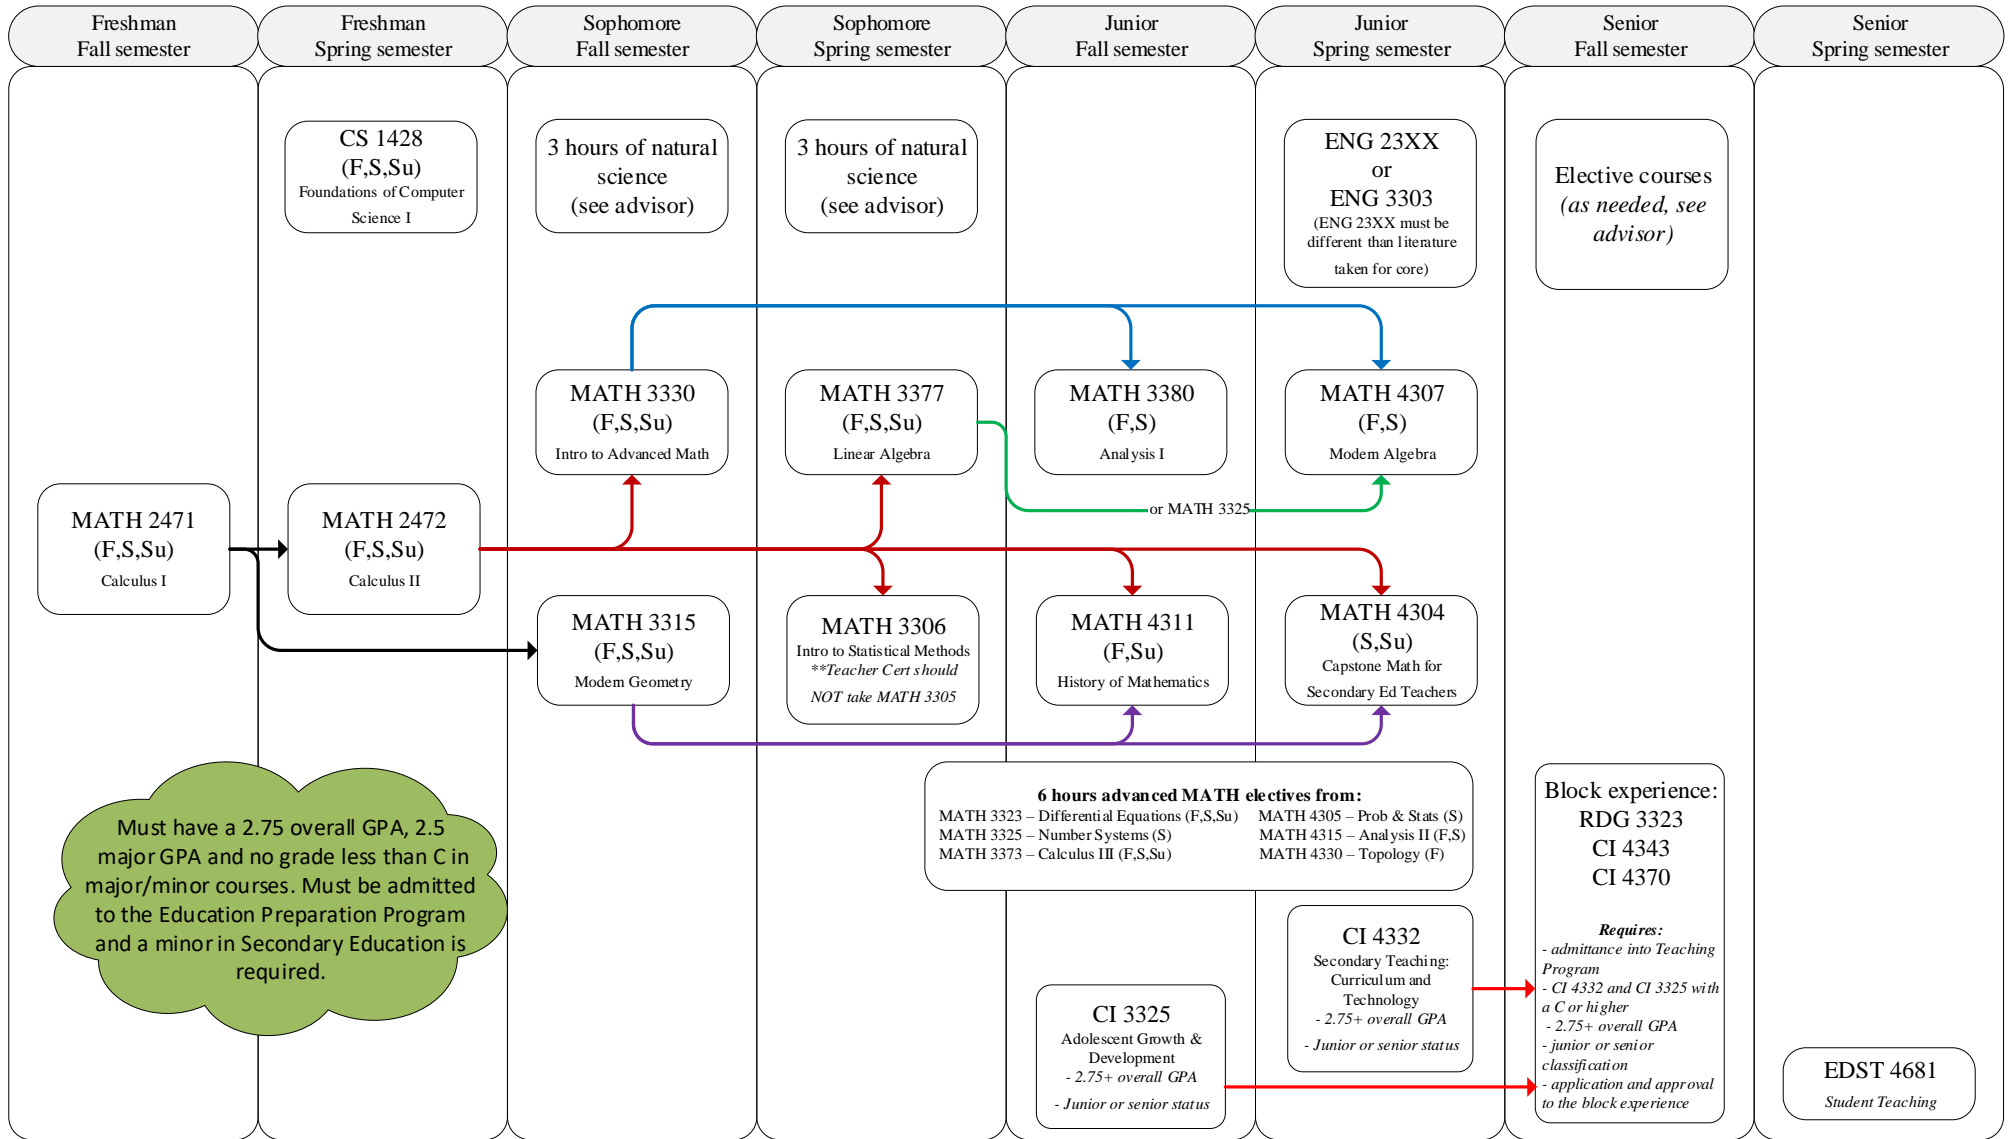 Freshman
Fall semester
Freshman
Spring semester
Sophomore
Fall semester
Sophomore
Spring semester
Junior
Fall semester
Junior
Spring semester
Senior
Fall semester
Senior
Spring semester
CS 1428
(F,S,Su)
Foundations of Computer
Science I
3 hours of natural
science
(see advisor)
3 hours of natural
science
(see advisor)
ENG 23XX
or
ENG 3303
(ENG 23XX must be
different than literature
taken for core)
Elective courses
(as needed, see
advisor)
MATH 3330
(F,S,Su)
Intro to Advanced Math
MATH 3377
(F,S,Su)
Linear Algebra
MATH 3380
(F,S)
Analysis I
MATH 4307
(F,S)
Modern Algebra
or MATH 3325
MATH 2471
(F,S,Su)
Calculus I
MATH 2472
(F,S,Su)
Calculus II
MATH 3315
(F,S,Su)
Modern Geometry
MATH 3306
Intro to Statistical Methods
**Teacher Cert should
NOT take MATH 3305
MATH 4311
(F,Su)
History of Mathematics
MATH 4304
(S,Su)
Capstone Math for
Secondary Ed Teachers
6 hours advanced MATH electives from:
MATH 3323 – Differential Equations (F,S,Su)
MATH 3325 – Number Systems (S)
MATH 3373 – Calculus III (F,S,Su)
MATH 4305 – Prob & Stats (S)
MATH 4315 – Analysis II (F,S)
MATH 4330 – Topology (F)
Must have a 2.75 overall GPA, 2.5
major GPA and no grade less than C in
major/minor courses. Must be admitted
to the Education Preparation Program
and a minor in Secondary Education is
required.
CI 3325
Adolescent Growth &
Development
- 2.75+ overall GPA
- Junior or senior status
CI 4332
Secondary Teaching:
Curriculum and
Technology
- 2.75+ overall GPA
- Junior or senior status
Block experience:
RDG 3323
CI 4343
CI 4370
Requires:
- admittance into Teaching
Program
- CI 4332 and CI 3325 with
a C or higher
- 2.75+ overall GPA
- junior or senior
classification
- application and approval
to the block experience
EDST 4681
Student Teaching